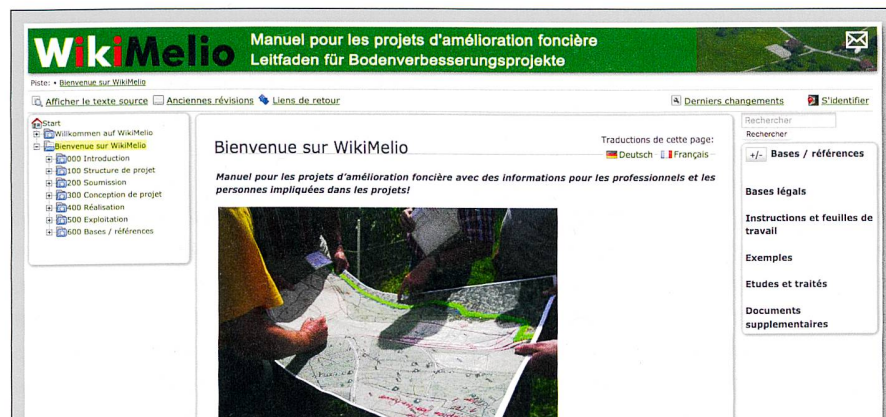 WikiMelio
Manuel pour les projets d'amélioration foncière
Leitfaden für Bodenverbesserungsprojekte
Piste: • Bienvenue sur WikiMelio
Afficher le texte source Anciennes révisions Liens de retour
Derniers changements S'identifier
Start
Willkommen auf WikiMelio
Bienvenue sur WikiMelio
000 Introduction
100 Structure de projet
200 Soumission
300 Conception de projet
400 Réalisation
500 Exploitation
600 Bases / références
Bienvenue sur WikiMelio
Traductions de cette page:
Deutsch Français
Manuel pour les projets d'amélioration foncière avec des informations pour les professionnels et les
personnes impliquées dans les projets!
Rechercher
Rechercher
+/- Bases / références
Bases légals
Instructions et feuilles de
travail
Exemples
Etudes et traités
Documents
supplementaires